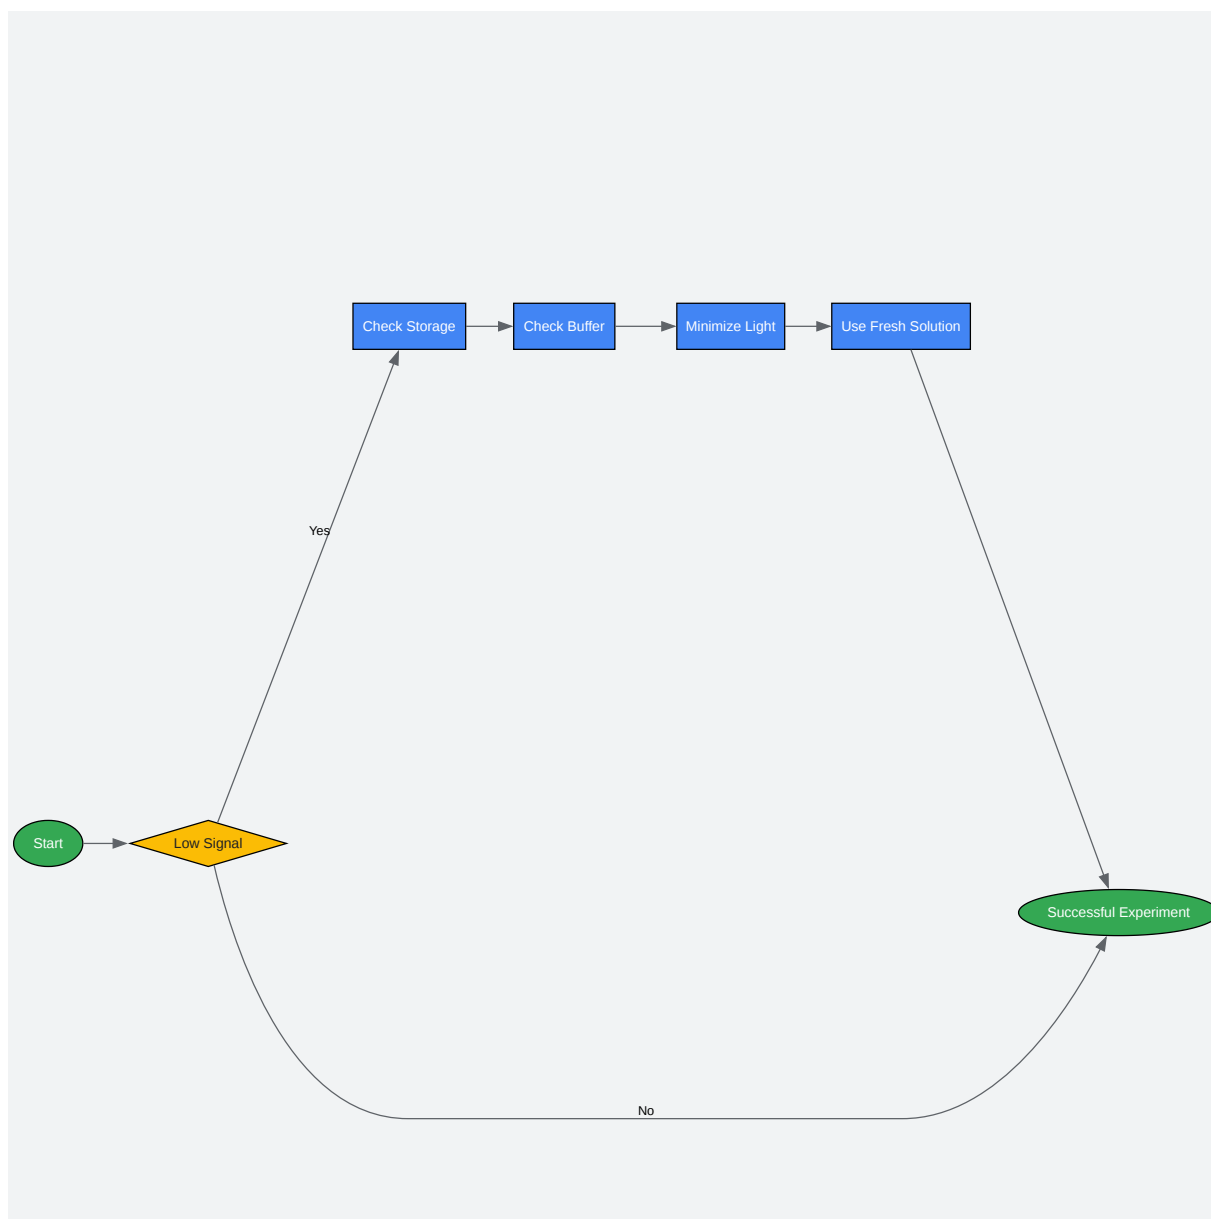 Start
Low Signal
Yes
Check Storage
Check Buffer
Minimize Light
Use Fresh Solution
No
Successful Experiment